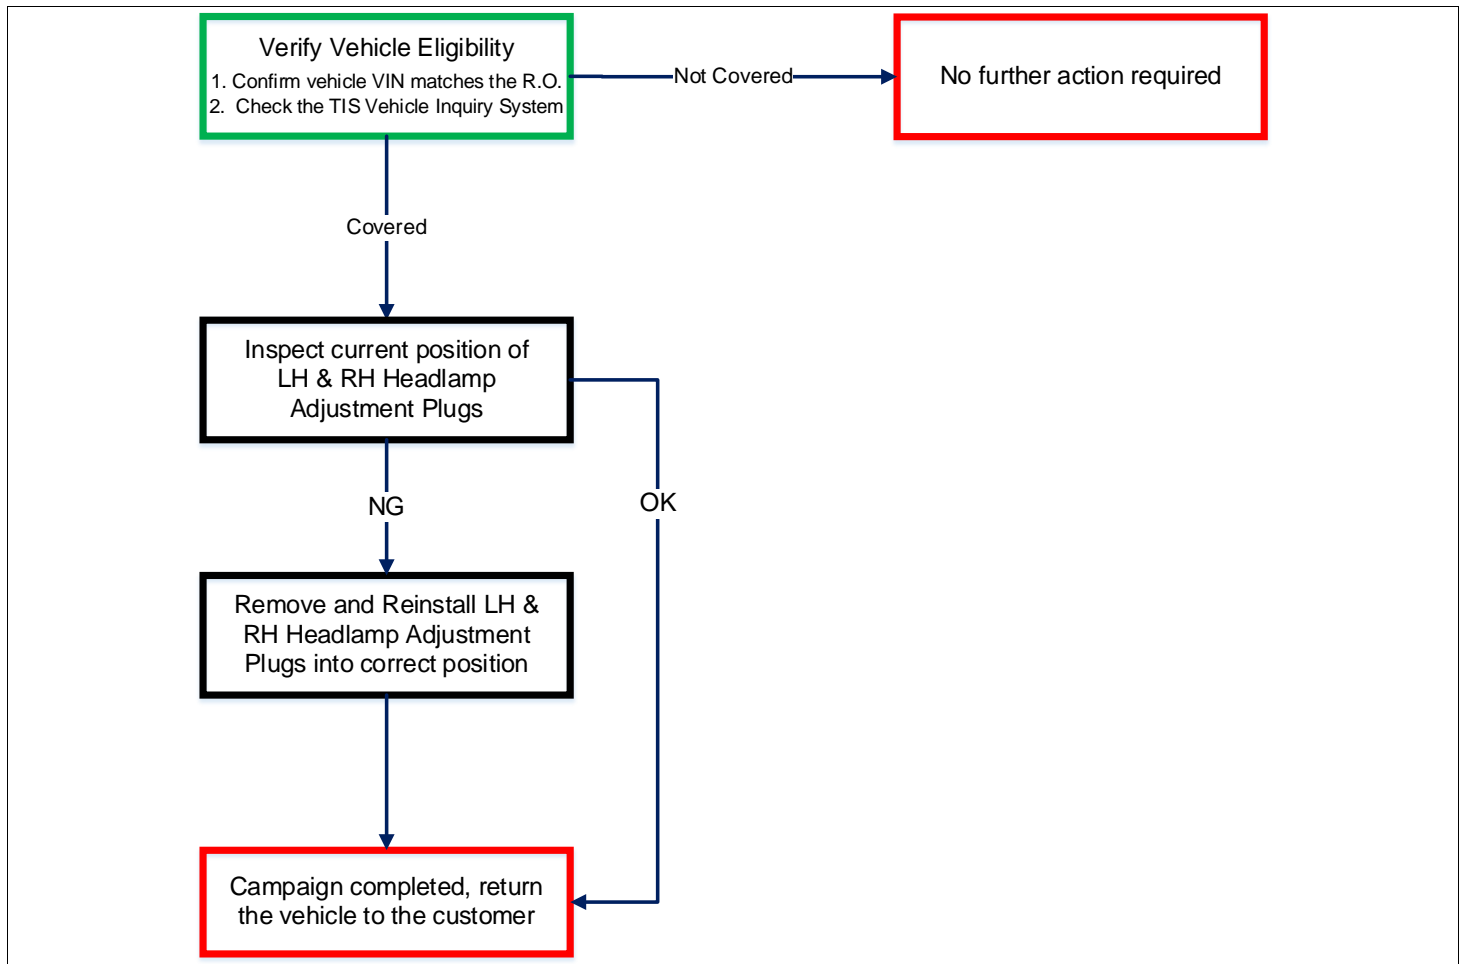 Verify Vehicle Eligibility
1. Confirm vehicle VIN matches the R.O.
2. Check the TIS Vehicle Inquiry System
Not Covered
No further action required
Covered
Inspect current position of
LH & RH Headlamp
Adjustment Plugs
NG
OK
Remove and Reinstall LH &
RH Headlamp Adjustment
Plugs into correct position
Campaign completed, return
the vehicle to the customer